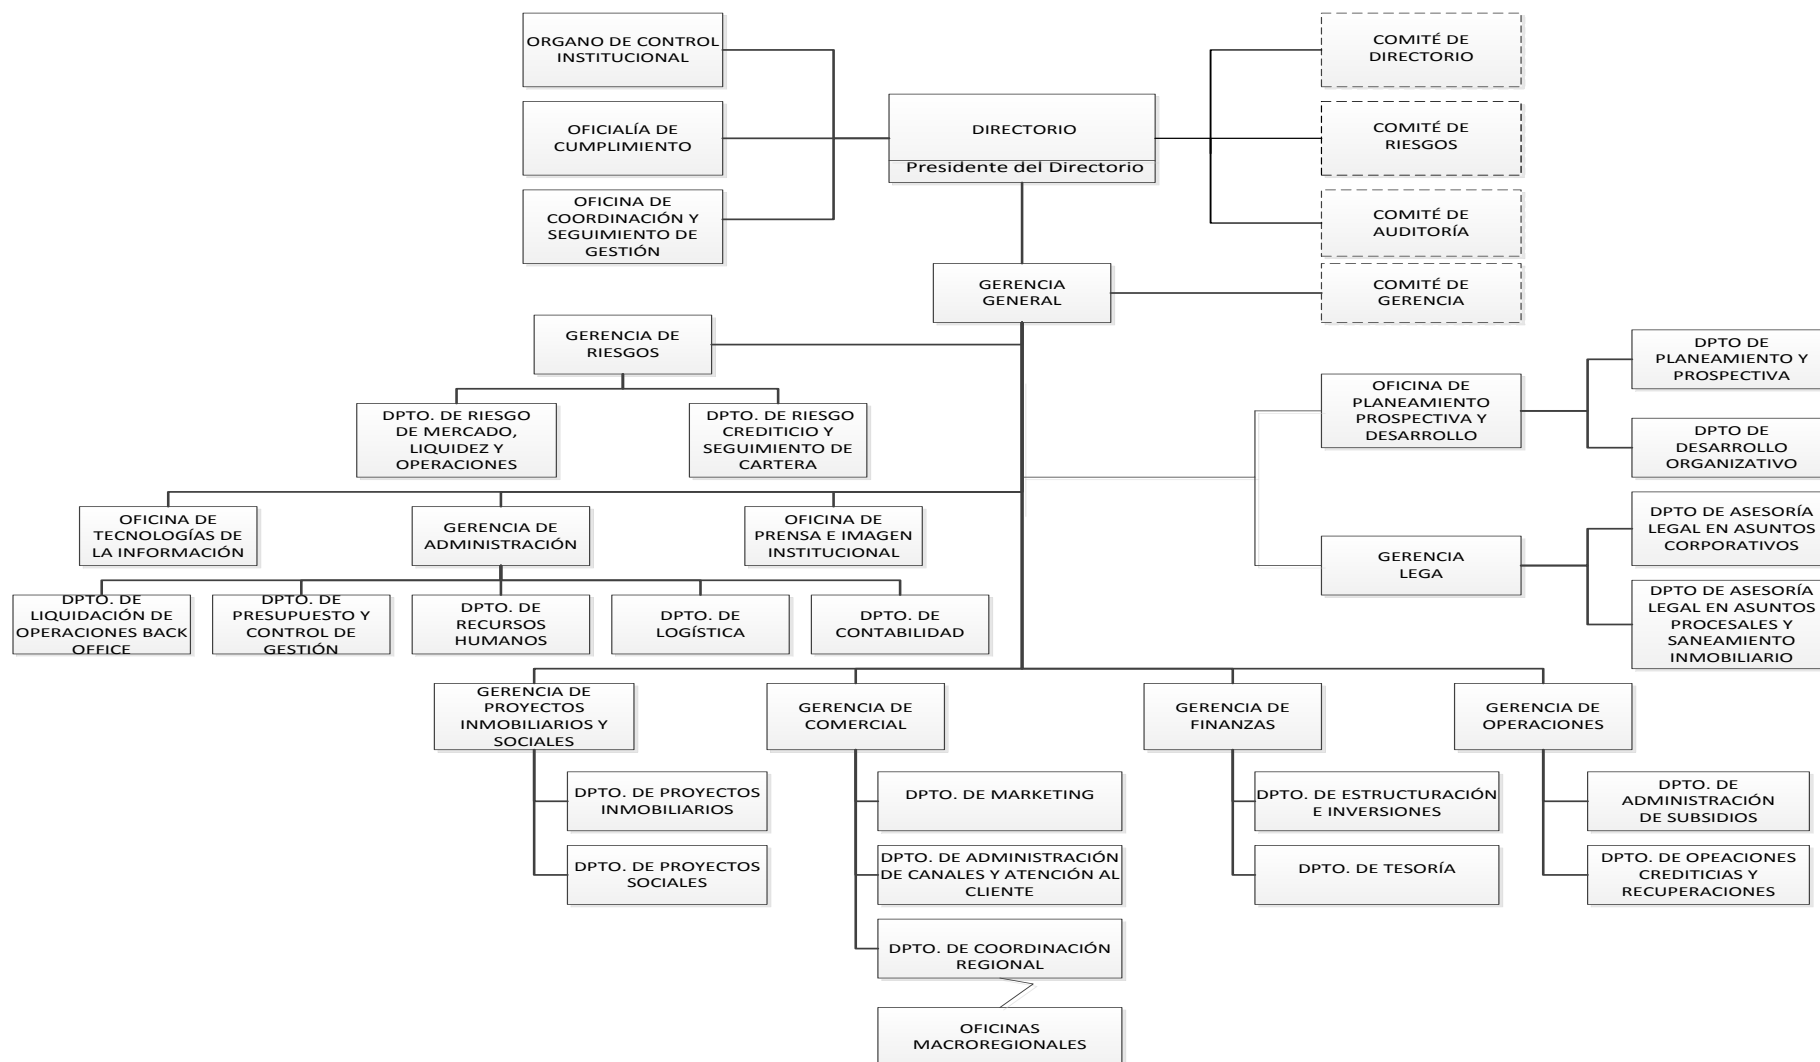 ORGANO DE CONTROL
INSTITUCIONAL
COMITÉ DE
DIRECTORIO
OFICIALÍA DE
CUMPLIMIENTO
DIRECTORIO
Presidente del Directorio
COMITÉ DE
RIESGOS
OFICINA DE
COORDINACIÓN Y
SEGUIMIENTO DE
GESTIÓN
COMITÉ DE
AUDITORÍA
GERENCIA
GENERAL
COMITÉ DE
GERENCIA
GERENCIA DE
RIESGOS
DPTO. DE RIESGO
DE MERCADO,
LIQUIDEZ Y
OPERACIONES
DPTO. DE RIESGO
CREDITICIO Y
SEGUIMIENTO DE
CARTERA
OFICINA DE
PLANEAMIENTO
PROSPECTIVA Y
DESARROLLO
DPTO DE
PLANEAMIENTO Y
PROSPECTIVA
DPTO DE
DESARROLLO
ORGANIZATIVO
OFICINA DE
TECNOLOGÍAS DE
LA INFORMACIÓN
GERENCIA DE
ADMINISTRACIÓN
OFICINA DE
PRENSA E IMAGEN
INSTITUCIONAL
GERENCIA
LEGA
DPTO DE ASESORÍA
LEGAL EN ASUNTOS
CORPORATIVOS
DPTO DE ASESORÍA
LEGAL EN ASUNTOS
PROCESALES Y
SANEAMIENTO
INMOBILIARIO
DPTO. DE
LIQUIDACIÓN DE
OPERACIONES BACK
OFFICE
DPTO. DE
PRESUPUESTO Y
CONTROL DE
GESTIÓN
DPTO. DE
RECURSOS
HUMANOS
DPTO. DE
LOGÍSTICA
DPTO. DE
CONTABILIDAD
GERENCIA DE
PROYECTOS
INMOBILIARIOS Y
SOCIALES
GERENCIA DE
COMERCIAL
GERENCIA DE
FINANZAS
GERENCIA DE
OPERACIONES
DPTO. DE PROYECTOS
INMOBILIARIOS
DPTO. DE PROYECTOS
SOCIALES
DPTO. DE MARKETING
DPTO. DE ADMINISTRACIÓN
DE CANALES Y ATENCIÓN AL
CLIENTE
DPTO. DE COORDINACIÓN
REGIONAL
OFICINAS
MACROREGIONALES
DPTO. DE ESTRUCTURACIÓN
E INVERSIONES
DPTO. DE TESORÍA
DPTO. DE
ADMINISTRACIÓN
DE SUBSIDIOS
DPTO. DE OPEACIONES
CREDITICIAS Y
RECUPERACIONES